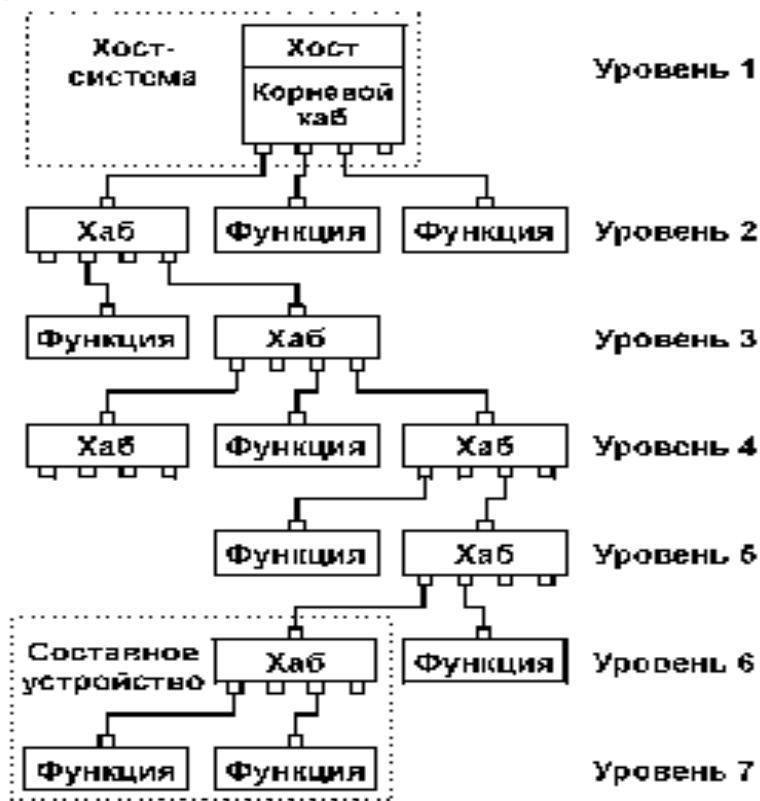 Хост-
система
Хост
Корневой
хаб
Уровень 1
Хаб
Функция
Функция
Уровень 2
Функция
Хаб
Уровень 3
Хаб
Функция
Хаб
Уровень 4
Функция
Хаб
Уровень 5
Составное
устройство
Хаб
Функция
Уровень 6
Функция
Функция
Уровень 7